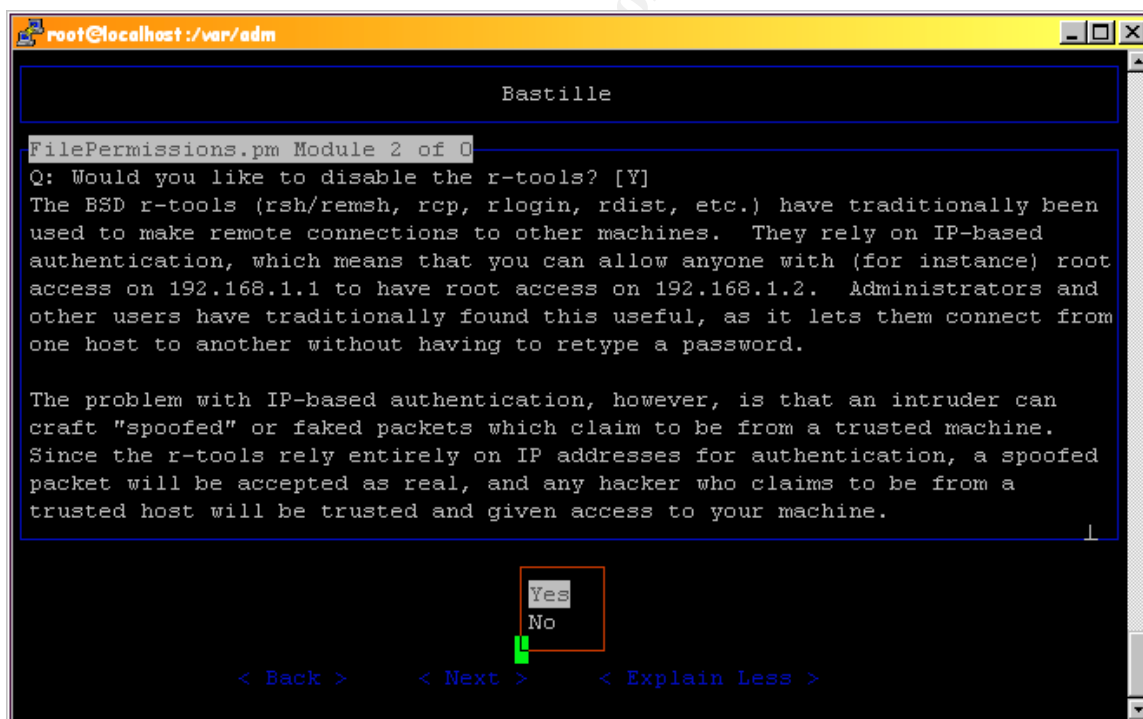 root@localhost:/var/adm
Bastille
FilePermissions.pm Module 2 of O
Q: Would you like to disable the r-tools? [Y]
The BSD r-tools (rsh/remsh, rcp, rlogin, rdist, etc.) have traditionally been
used to make remote connections to other machines.  They rely on IP-based
authentication, which means that you can allow anyone with (for instance) root
access on 192.168.1.1 to have root access on 192.168.1.2.  Administrators and
other users have traditionally found this useful, as it lets them connect from
one host to another without having to retype a password.
The problem with IP-based authentication, however, is that an intruder can
craft "spoofed" or faked packets which claim to be from a trusted machine.
Since the r-tools rely entirely on IP addresses for authentication, a spoofed
packet will be accepted as real, and any hacker who claims to be from a
trusted host will be trusted and given access to your machine.
Yes
No
< Back > < Next > < Explain Less >